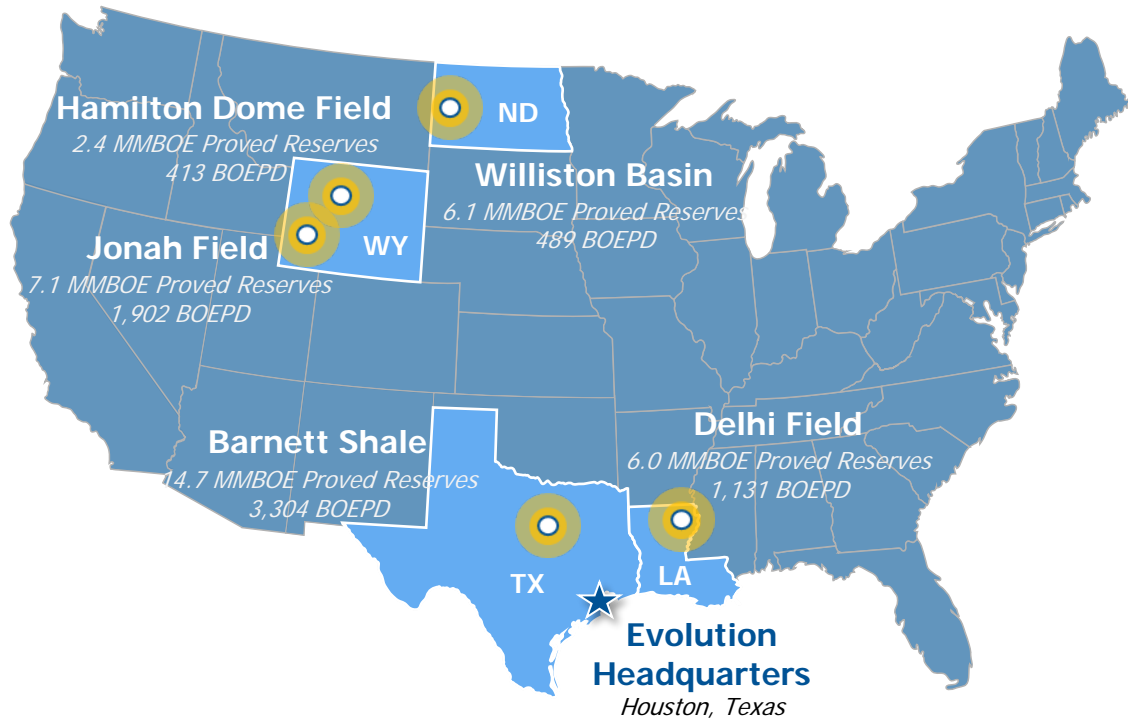 Hamilton Dome Field
2.4 MMBOE Proved Reserves
413 BOEPD
ND
Williston Basin
6.1 MMBOE Proved Reserves
489 BOEPD
WY
Jonah Field
7.1 MMBOE Proved Reserves
1,902 BOEPD
Barnett Shale
14.7 MMBOE Proved Reserves
3,304 BOEPD
Delhi Field
6.0 MMBOE Proved Reserves
1,131 BOEPD
TX
LA
Evolution
Headquarters
Houston, Texas